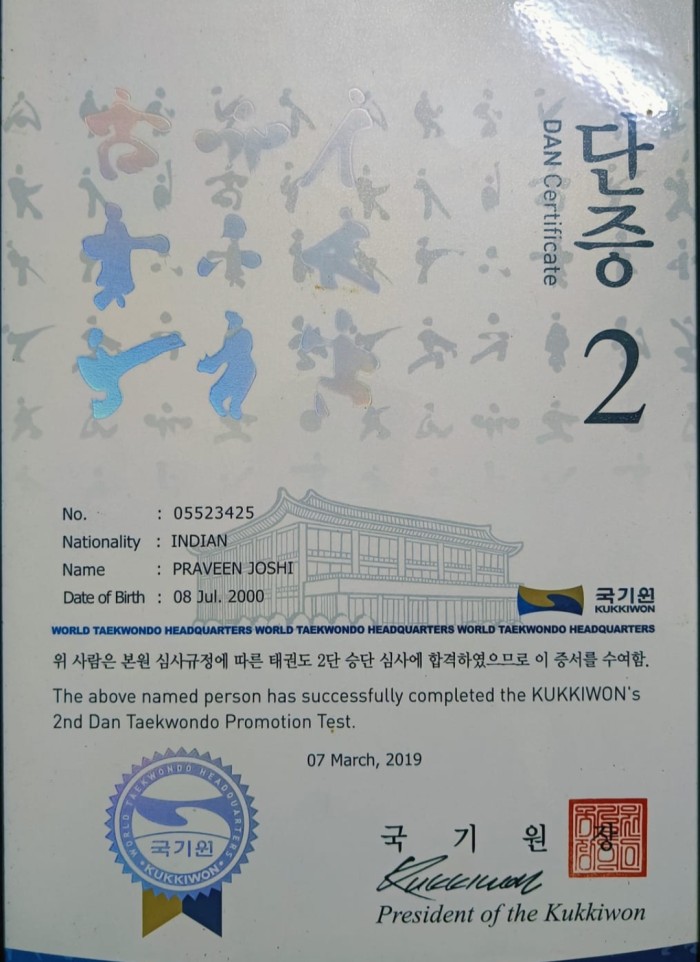 단증
DAN Certificate
2
No. : 05523425
Nationality : INDIAN
Name : PRAVEEN JOSHI
Date of Birth : 08 Jul. 2000
국기원
KUKKIWON
WORLD TAEKWONDO HEADQUARTERS WORLD TAEKWONDO HEADQUARTERS WORLD TAEKWONDO HEADQUARTERS
위 사람은 본원 심사규정에 따른 태권도 2단 승단 심사에 합격하였으므로 이 증서를 수여함.
The above named person has successfully completed the KUKKIWON's
2nd Dan Taekwondo Promotion Test.
07 March, 2019
WORLD TAEKWONDO HEADQUARTERS
국기원
KUKKIWON
국 기 원 장
Kukkiwon
President of the Kukkiwon